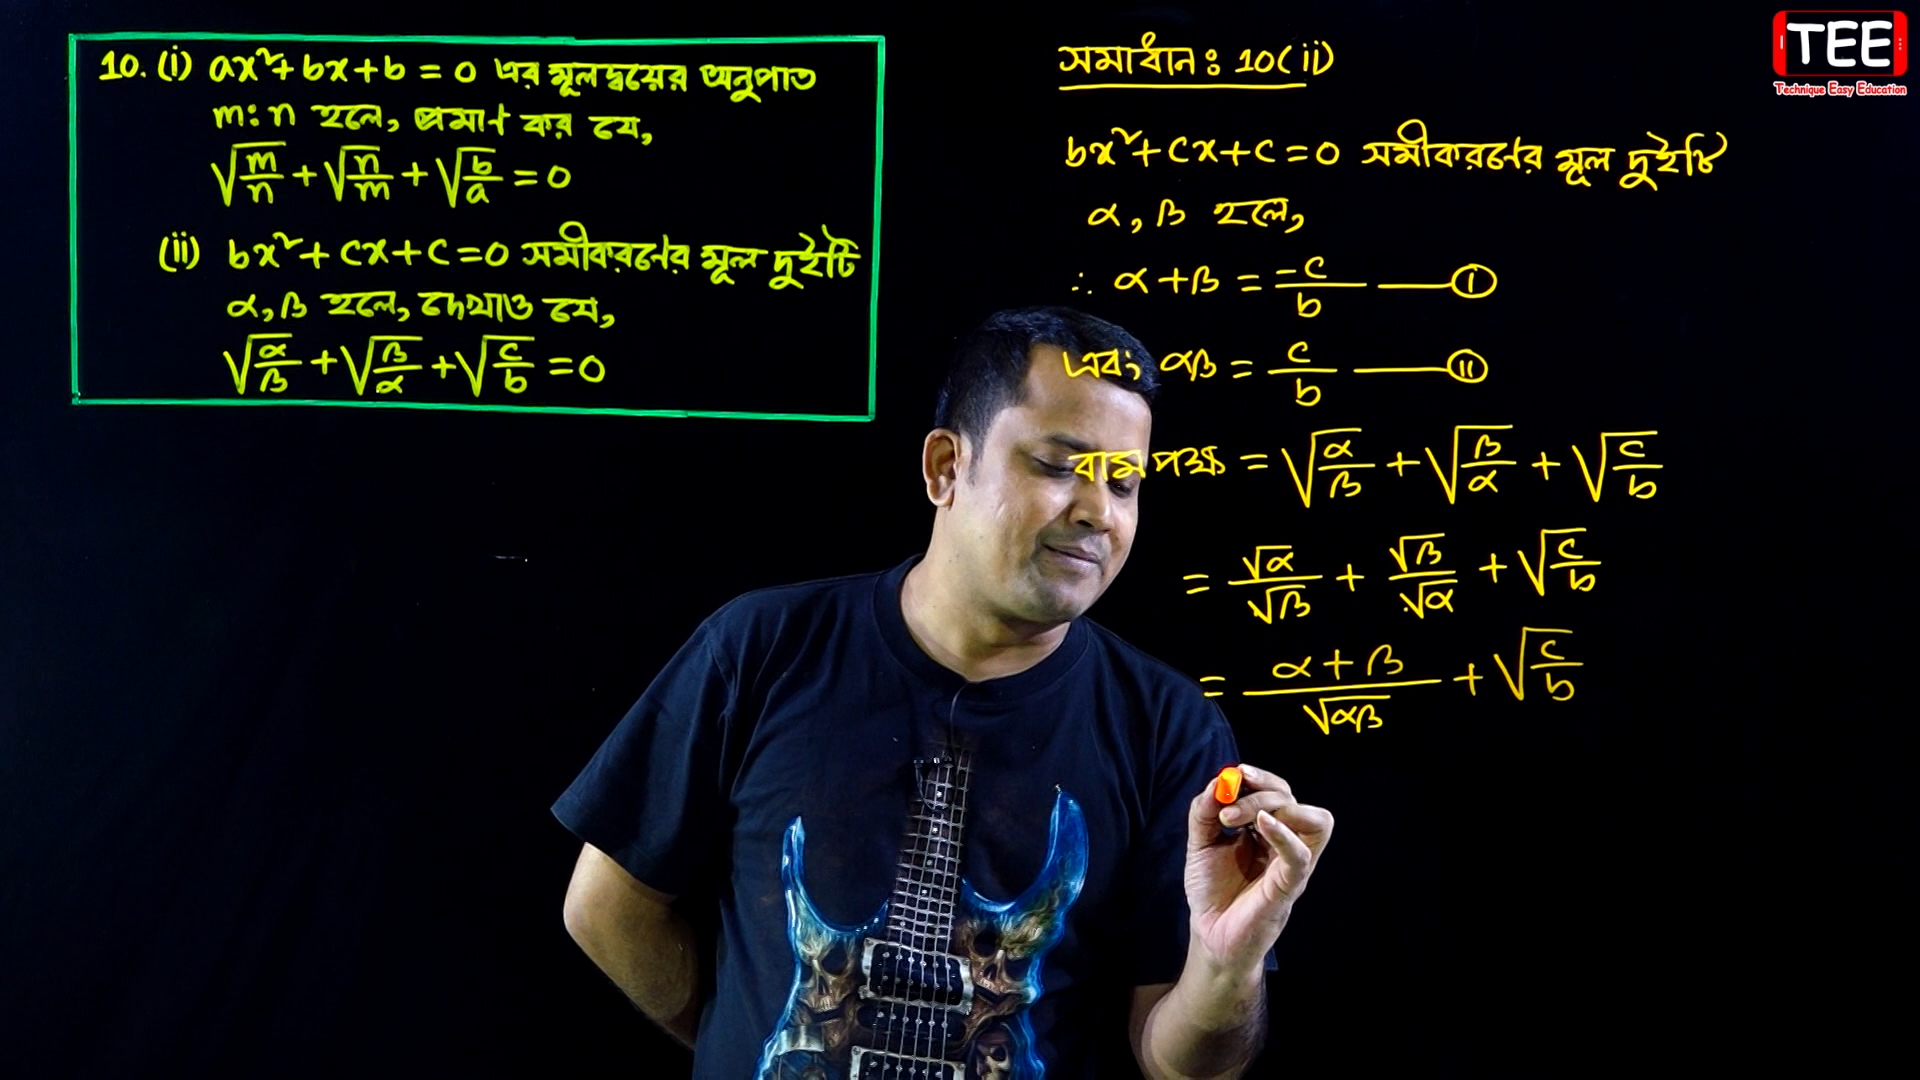 10. (i) ax² + bx + b = 0 এর মূলদ্বয়ের অনুপাত
m:n হলে, প্রমাণ কর যে,
√(m/n) + √(n/m) + √(b/a) = 0
(ii) bx² + cx + c = 0 সমীকরণের মূল দুইটি
α, β হলে, দেখাও যে,
√(α/β) + √(β/α) + √(c/b) = 0
সমাধান: 10(ii)
bx² + cx + c = 0 সমীকরণের মূল দুইটি
α, β হলে,
∴ α + β = -c/b —— (i)
এবং αβ = c/b —— (ii)
বামপক্ষ = √(α/β) + √(β/α) + √(c/b)
= √α/√β + √β/√α + √(c/b)
= (α + β)/√(αβ) + √(c/b)
TEE
Technique Easy Education